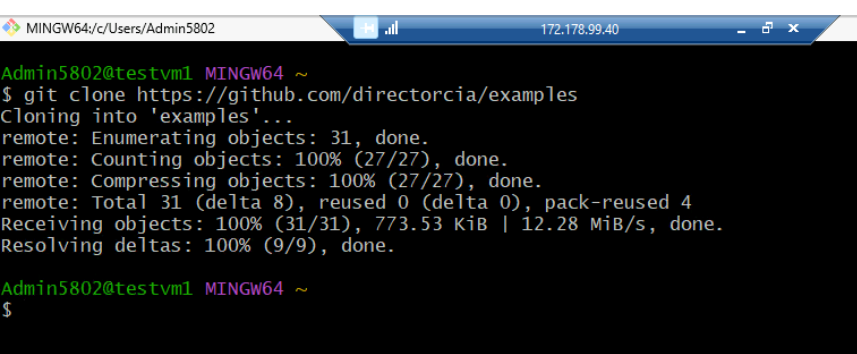 MINGW64:/c/Users/Admin5802
172.178.99.40
Admin5802@testvm1 MINGW64 ~
$ git clone https://github.com/directorcia/examples
Cloning into 'examples'...
remote: Enumerating objects: 31, done.
remote: Counting objects: 100% (27/27), done.
remote: Compressing objects: 100% (27/27), done.
remote: Total 31 (delta 8), reused 0 (delta 0), pack-reused 4
Receiving objects: 100% (31/31), 773.53 KiB | 12.28 MiB/s, done.
Resolving deltas: 100% (9/9), done.
Admin5802@testvm1 MINGW64 ~
$